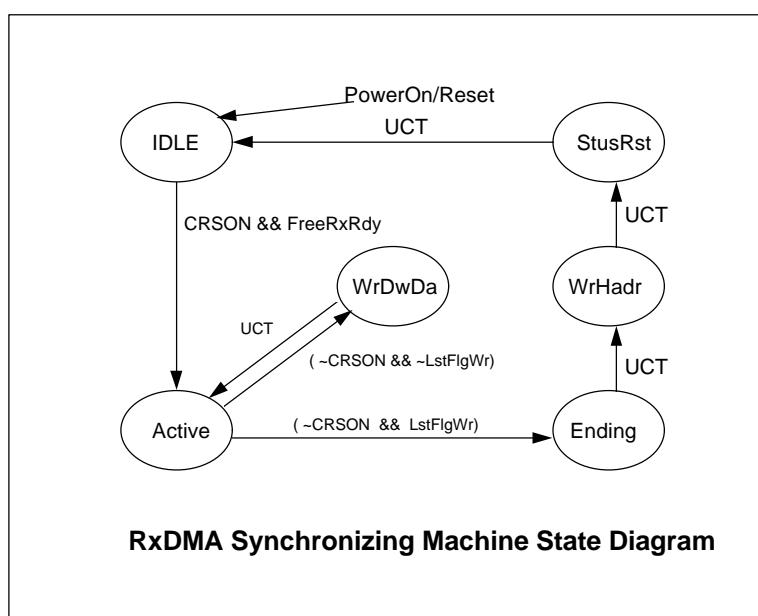 PowerOn/Reset
UCT
IDLE
StusRst
CRSON && FreeRxRdy
UCT
WrDwDa
WrHadr
UCT
( ~CRSON && ~LstFlgWr)
UCT
Active
( ~CRSON && LstFlgWr)
Ending
RxDMA Synchronizing Machine State Diagram